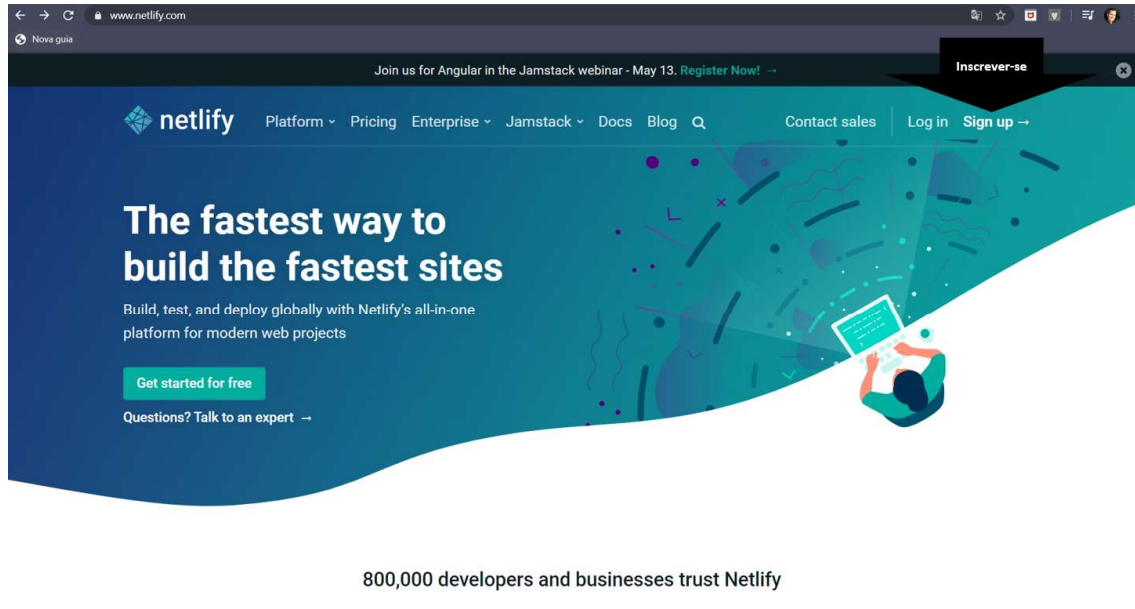 www.netlify.com
Nova guia
Join us for Angular in the Jamstack webinar - May 13. Register Now! →
Inscrever-se
netlify Platform Pricing Enterprise Jamstack Docs Blog Contact sales Log in Sign up →
The fastest way to
build the fastest sites
Build, test, and deploy globally with Netlify's all-in-one
platform for modern web projects
Get started for free
Questions? Talk to an expert →
800,000 developers and businesses trust Netlify